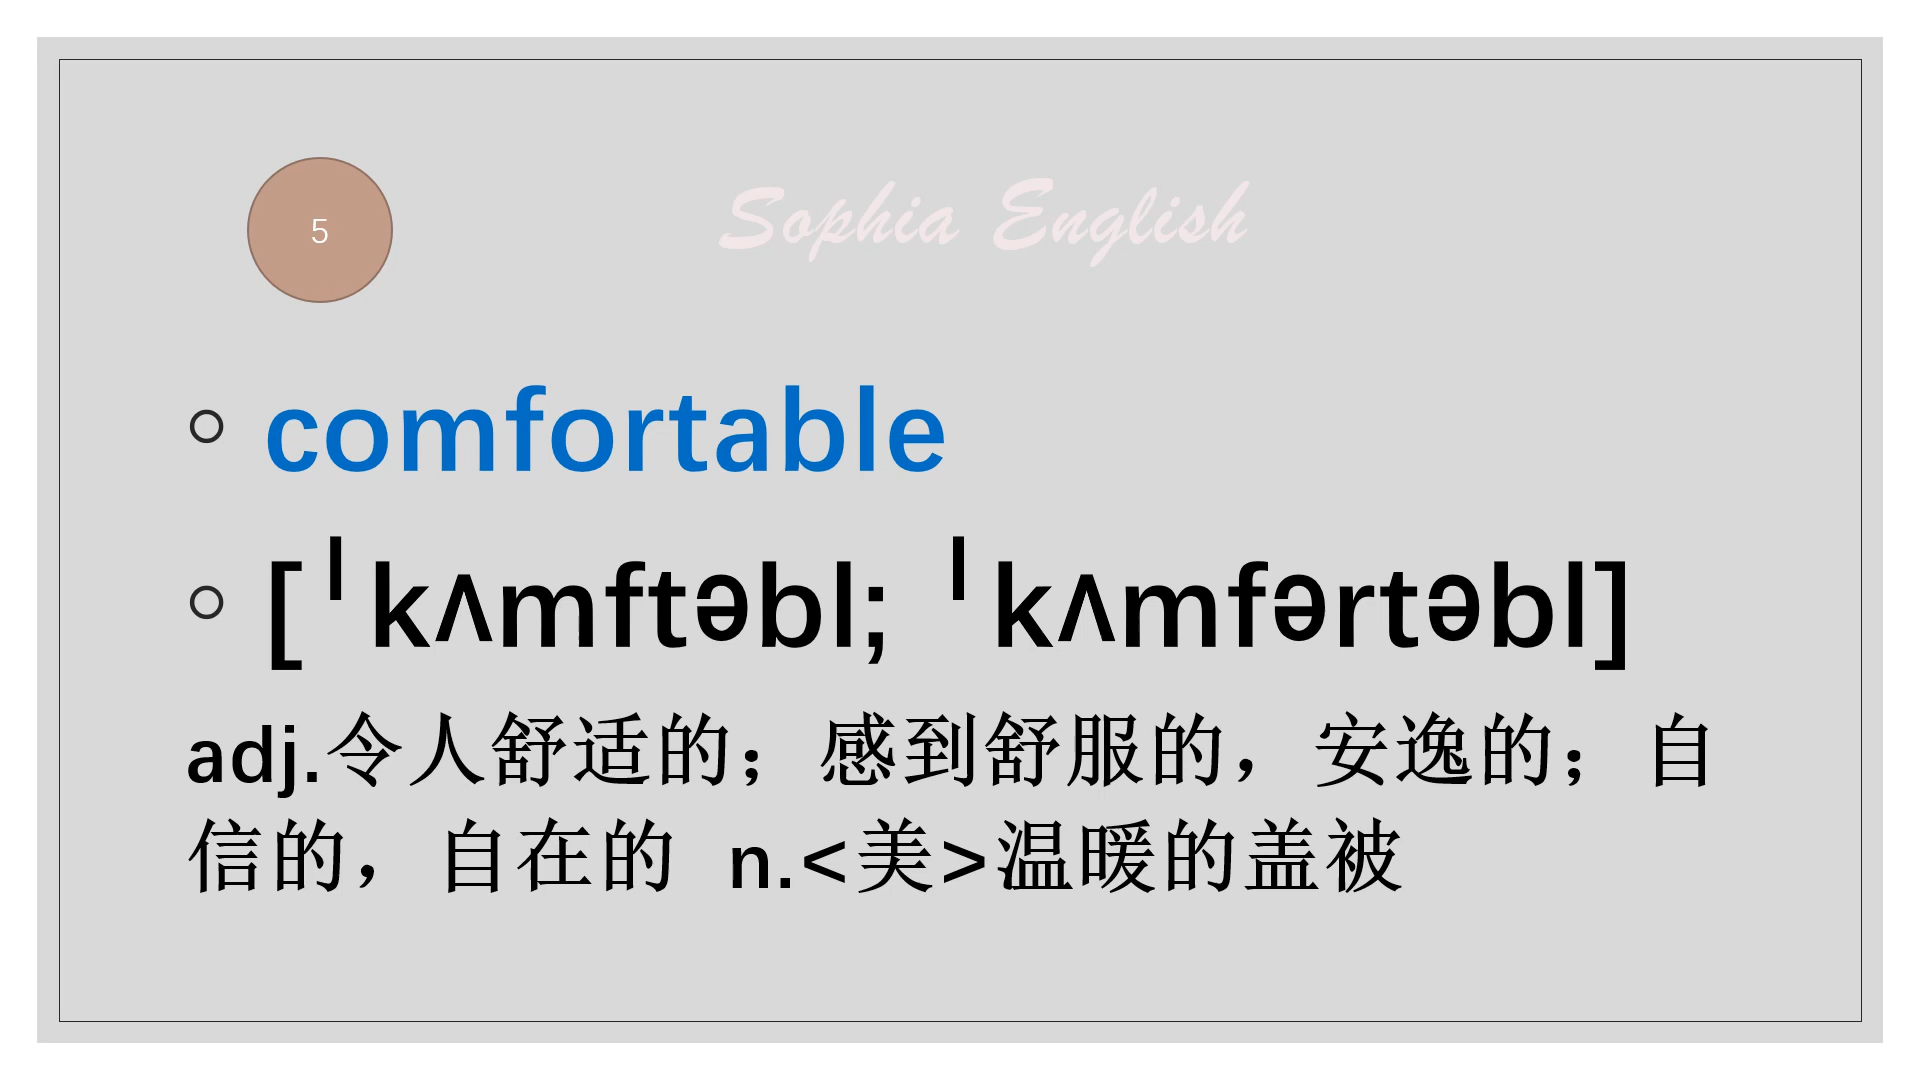 5
Sophia English
comfortable
[ˈkʌmftəbl; ˈkʌmfərtəbl]
adj.令人舒适的；感到舒服的，安逸的；自
信的，自在的 n.<美>温暖的盖被